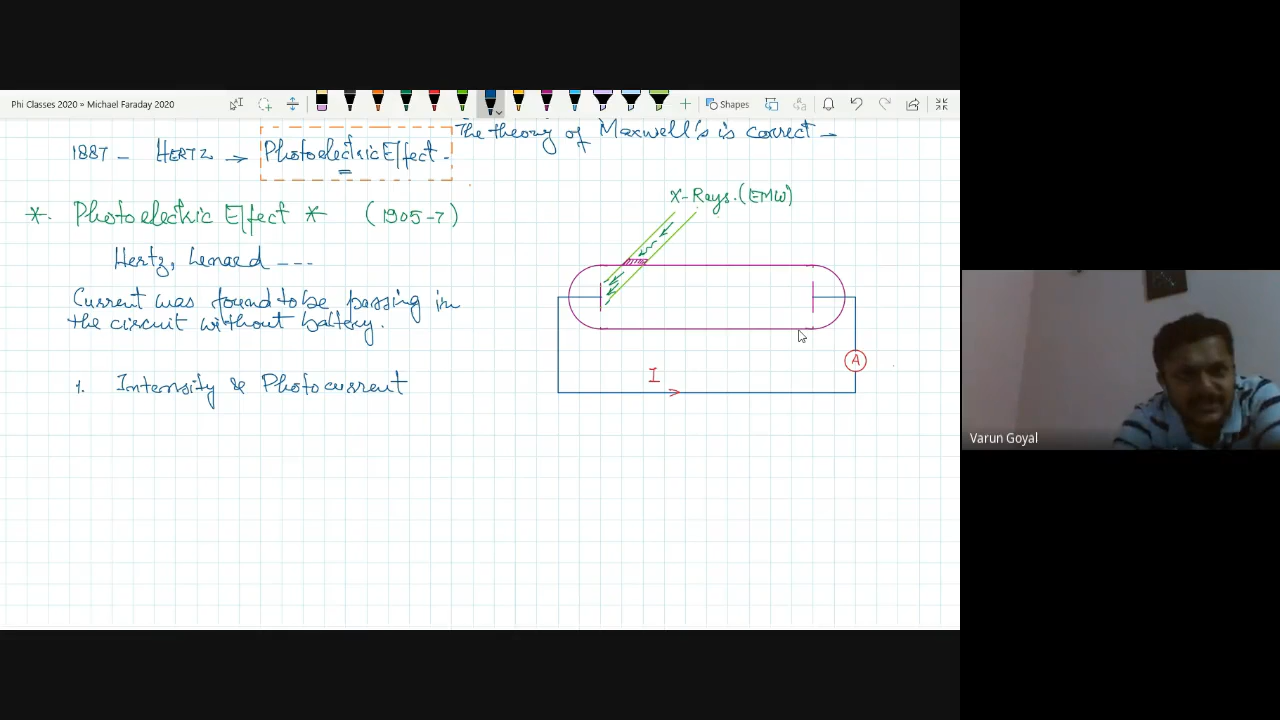 Phi Classes 2020 » Michael Faraday 2020
Shapes
The theory of Maxwell's is correct -
1887 - HERTZ → Photoelectric Effect -
X-Rays. (EMW)
*. Photoelectric Effect * (1905-7)
Hertz, Lenard ---
Current was found to be passing in
the circuit without battery.
A
I
1. Intensity & Photocurrent
Varun Goyal